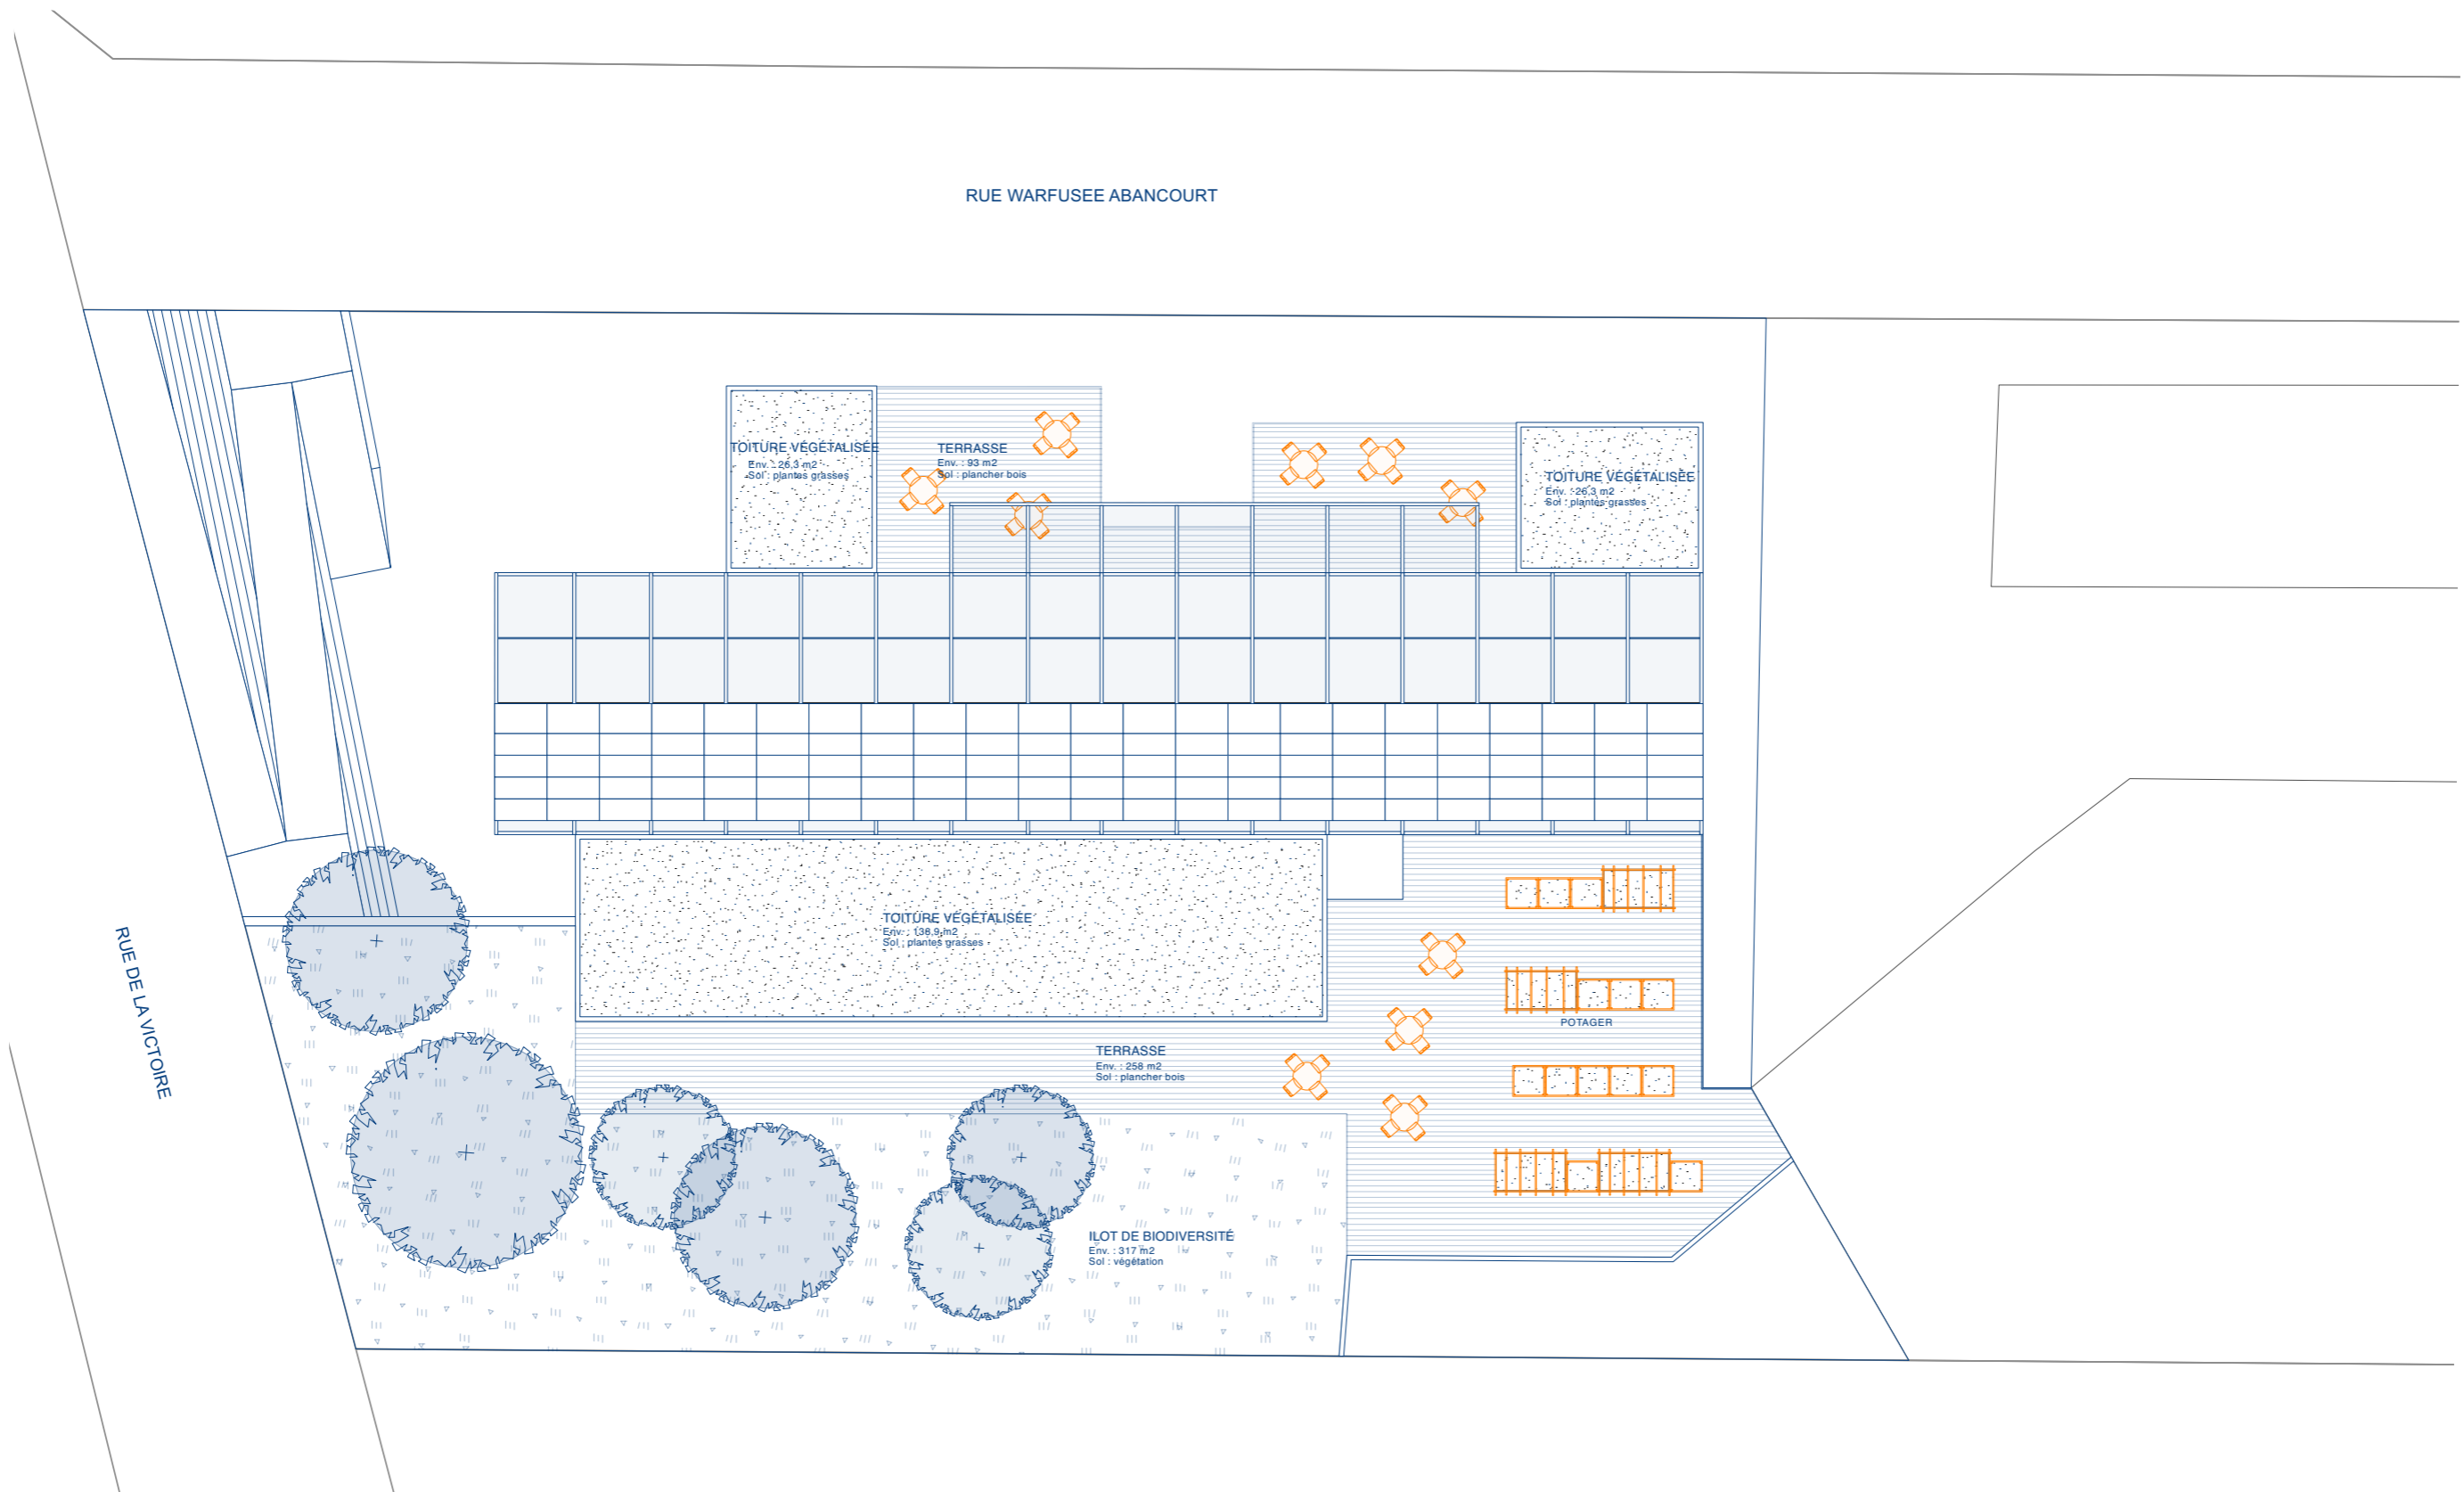 RUE WARFUSEE ABANCOURT
TOITURE VÉGÉTALISÉE
Env. : 26,3 m2
Sol : plantes grasses
TERRASSE
Env. : 93 m2
Sol : plancher bois
TOITURE VÉGÉTALISÉE
Env. : 26,3 m2
Sol : plantes grasses
TOITURE VÉGÉTALISÉE
Env. : 138,9 m2
Sol : plantes grasses
RUE DE LA VICTOIRE
POTAGER
TERRASSE
Env. : 258 m2
Sol : plancher bois
ILOT DE BIODIVERSITÉ
Env. : 317 m2
Sol : végétation